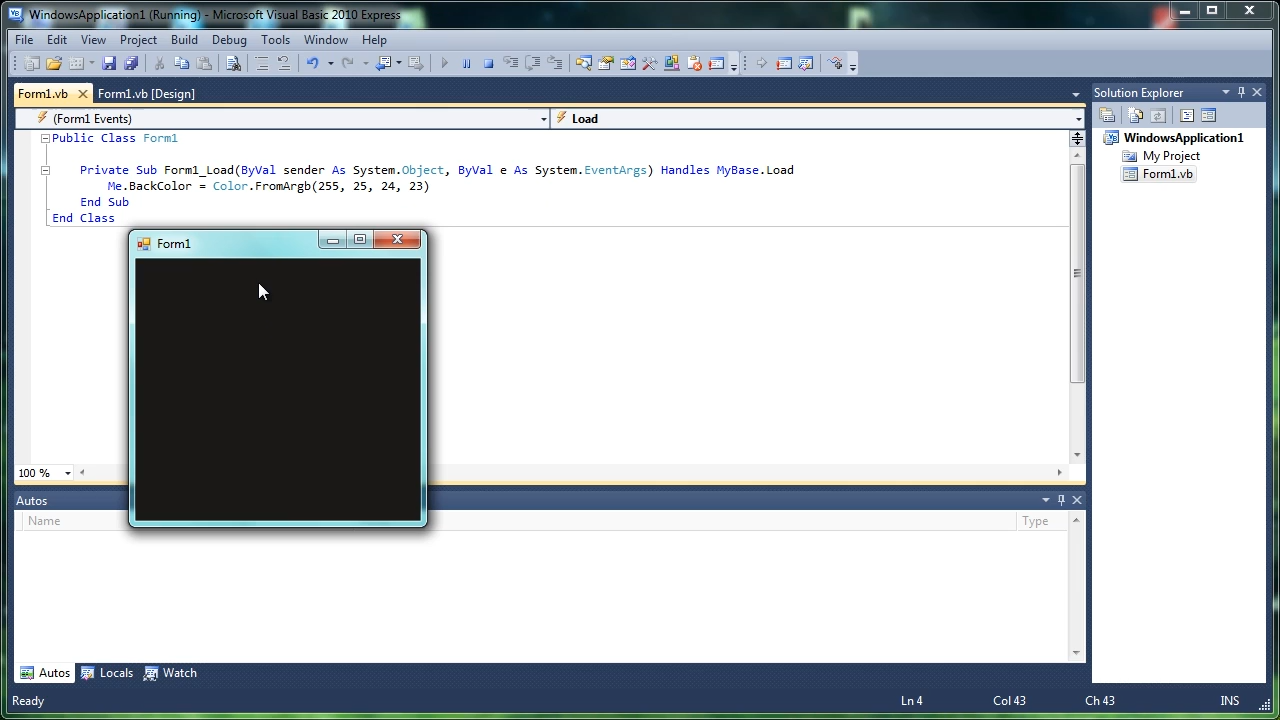 WindowsApplication1 (Running) - Microsoft Visual Basic 2010 Express
File Edit View Project Build Debug Tools Window Help
Form1.vb Form1.vb [Design]
Solution Explorer
(Form1 Events) Load
Public Class Form1
WindowsApplication1
My Project
Form1.vb
Private Sub Form1_Load(ByVal sender As System.Object, ByVal e As System.EventArgs) Handles MyBase.Load
Me.BackColor = Color.FromArgb(255, 25, 24, 23)
End Sub
End Class
Form1
100 %
Autos
Name Type
Autos Locals Watch
Ready Ln 4 Col 43 Ch 43 INS